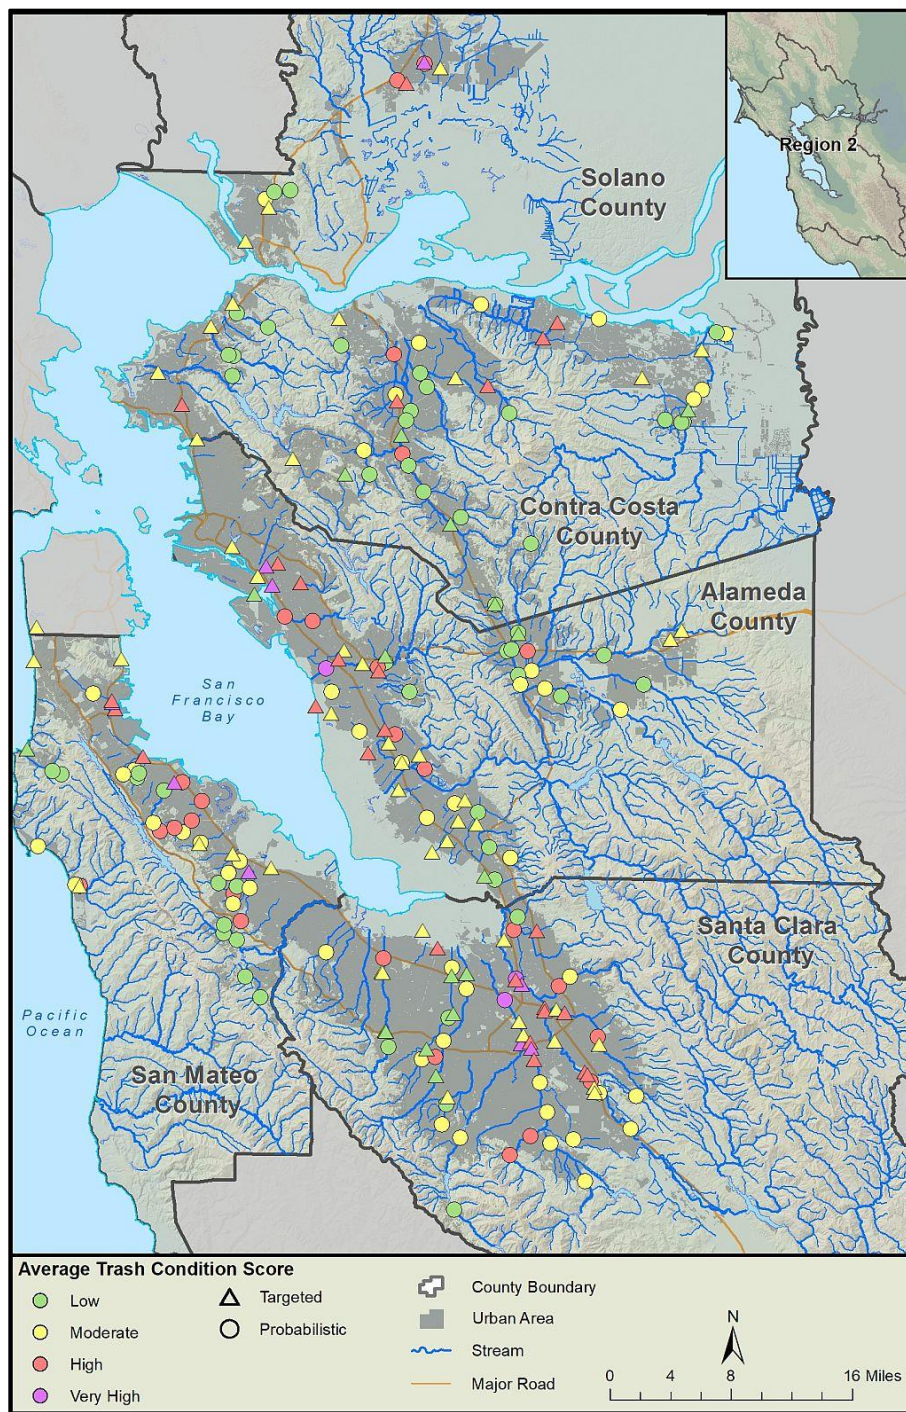 Region 2
Solano
County
Contra Costa
County
Alameda
County
San
Francisco
Bay
Santa Clara
County
Pacific
Ocean
San Mateo
County
Average Trash Condition Score
Low
Moderate
High
Very High
Targeted
Probabilistic
County Boundary
Urban Area
Stream
Major Road
N
0 4 8 16 Miles